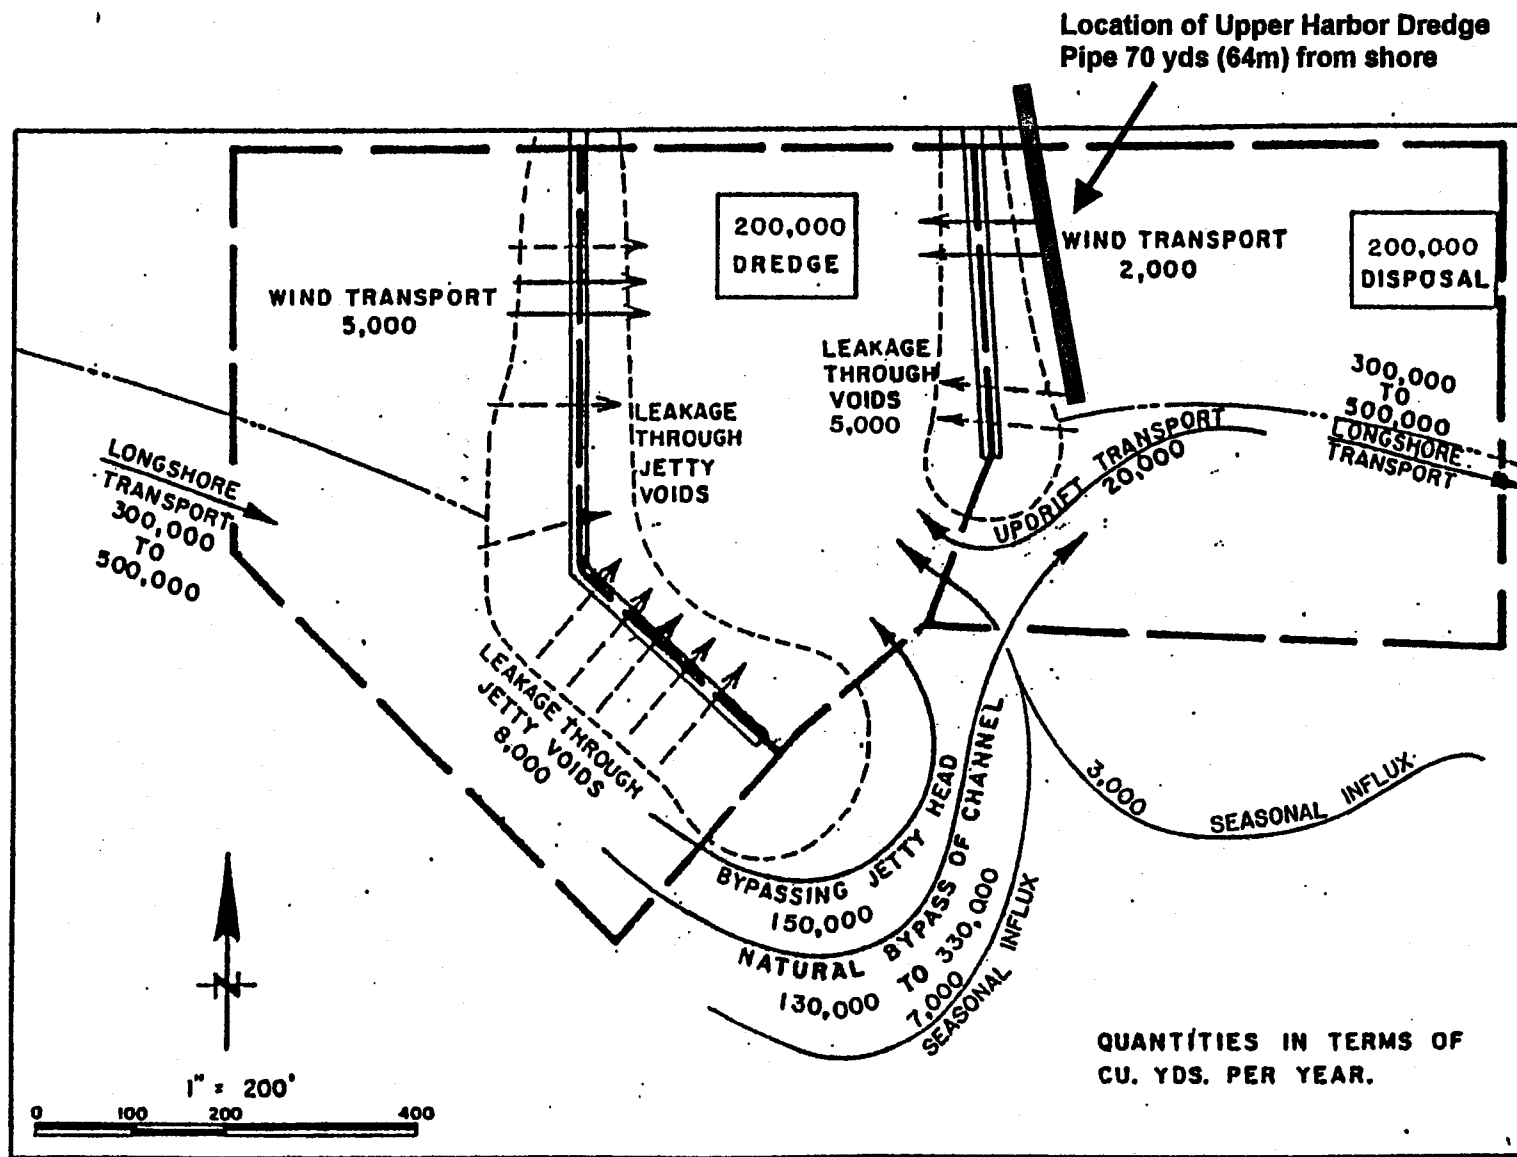 Location of Upper Harbor Dredge
Pipe 70 yds (64m) from shore
200,000
DREDGE
WIND TRANSPORT
2,000
200,000
DISPOSAL
WIND TRANSPORT
5,000
LEAKAGE
THROUGH
VOIDS
5,000
300,000
TO
500,000
LONGSHORE
TRANSPORT
LEAKAGE
THROUGH
JETTY
VOIDS
LONGSHORE
TRANSPORT
300,000
TO
500,000
UPDRIFT TRANSPORT
20,000
LEAKAGE THROUGH
JETTY VOIDS
8,000
3,000
SEASONAL INFLUX
BYPASSING JETTY HEAD
150,000
NATURAL BYPASS OF CHANNEL
130,000 TO 330,000
7,000
SEASONAL INFLUX
N
1" = 200'
0 100 200 400
QUANTITIES IN TERMS OF
CU. YDS. PER YEAR.